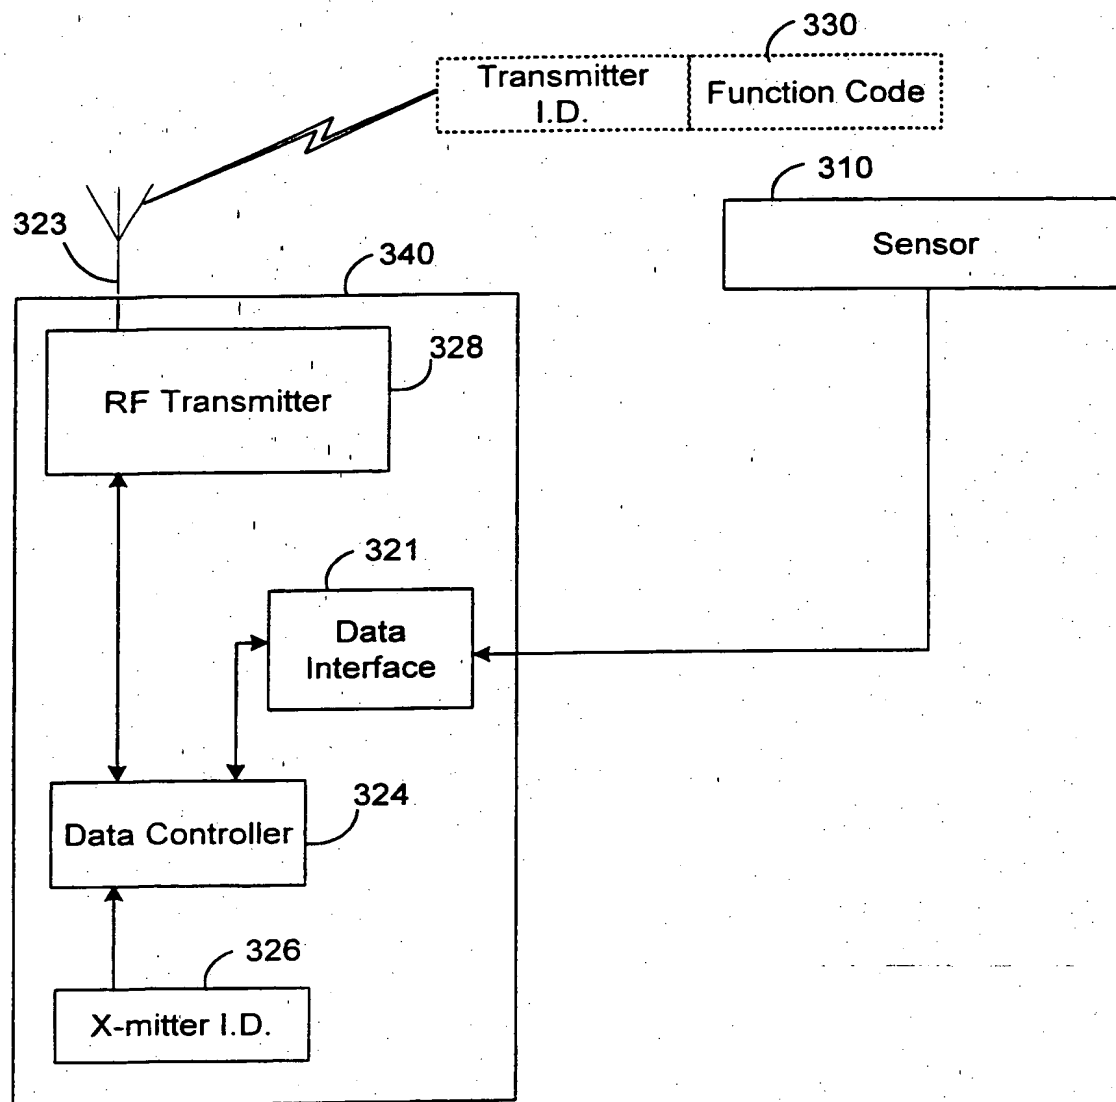 330
Transmitter
I.D.
Function Code
310
Sensor
323
340
328
RF Transmitter
321
Data
Interface
324
Data Controller
326
X-mitter I.D.